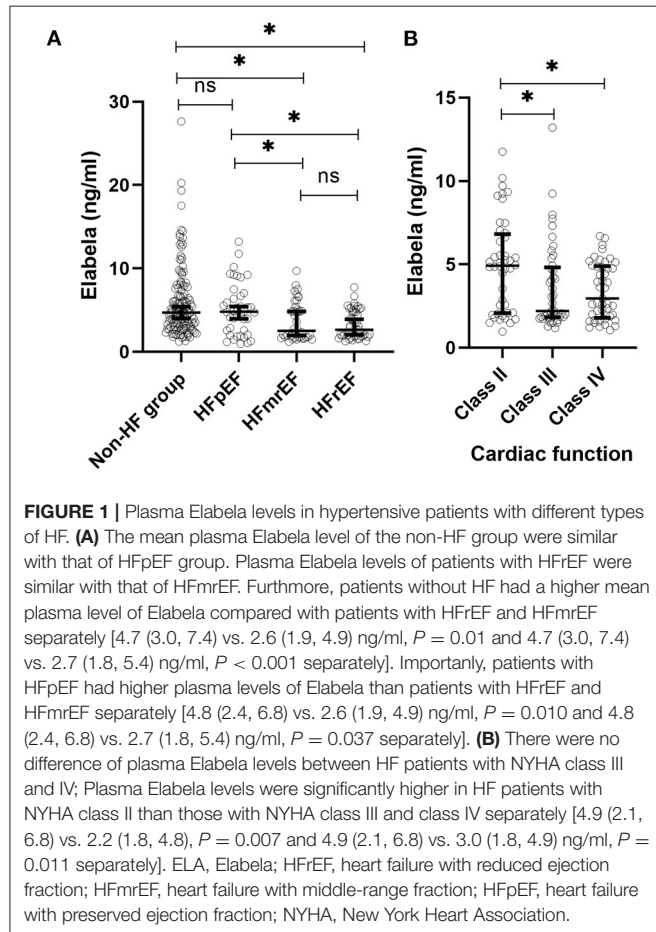 A
B
*
*
*
*
ns
*
*
*
ns
30
20
10
0
Elabela (ng/ml)
Non-HF group
HFpEF
HFmrEF
HFrEF
15
10
5
0
Elabela (ng/ml)
Class II
Class III
Class IV
Cardiac function
FIGURE 1 | Plasma Elabela levels in hypertensive patients with different types
of HF. (A) The mean plasma Elabela level of the non-HF group were similar
with that of HFpEF group. Plasma Elabela levels of patients with HFrEF were
similar with that of HFmrEF. Furthmore, patients without HF had a higher mean
plasma level of Elabela compared with patients with HFrEF and HFmrEF
separately [4.7 (3.0, 7.4) vs. 2.6 (1.9, 4.9) ng/ml, P = 0.01 and 4.7 (3.0, 7.4)
vs. 2.7 (1.8, 5.4) ng/ml, P < 0.001 separately]. Importanly, patients with
HFpEF had higher plasma levels of Elabela than patients with HFrEF and
HFmrEF separately [4.8 (2.4, 6.8) vs. 2.6 (1.9, 4.9) ng/ml, P = 0.010 and 4.8
(2.4, 6.8) vs. 2.7 (1.8, 5.4) ng/ml, P = 0.037 separately]. (B) There were no
difference of plasma Elabela levels between HF patients with NYHA class III
and IV; Plasma Elabela levels were significantly higher in HF patients with
NYHA class II than those with NYHA class III and class IV separately [4.9 (2.1,
6.8) vs. 2.2 (1.8, 4.8), P = 0.007 and 4.9 (2.1, 6.8) vs. 3.0 (1.8, 4.9) ng/ml, P =
0.011 separately]. ELA, Elabela; HFrEF, heart failure with reduced ejection
fraction; HFmrEF, heart failure with middle-range fraction; HFpEF, heart failure
with preserved ejection fraction; NYHA, New York Heart Association.